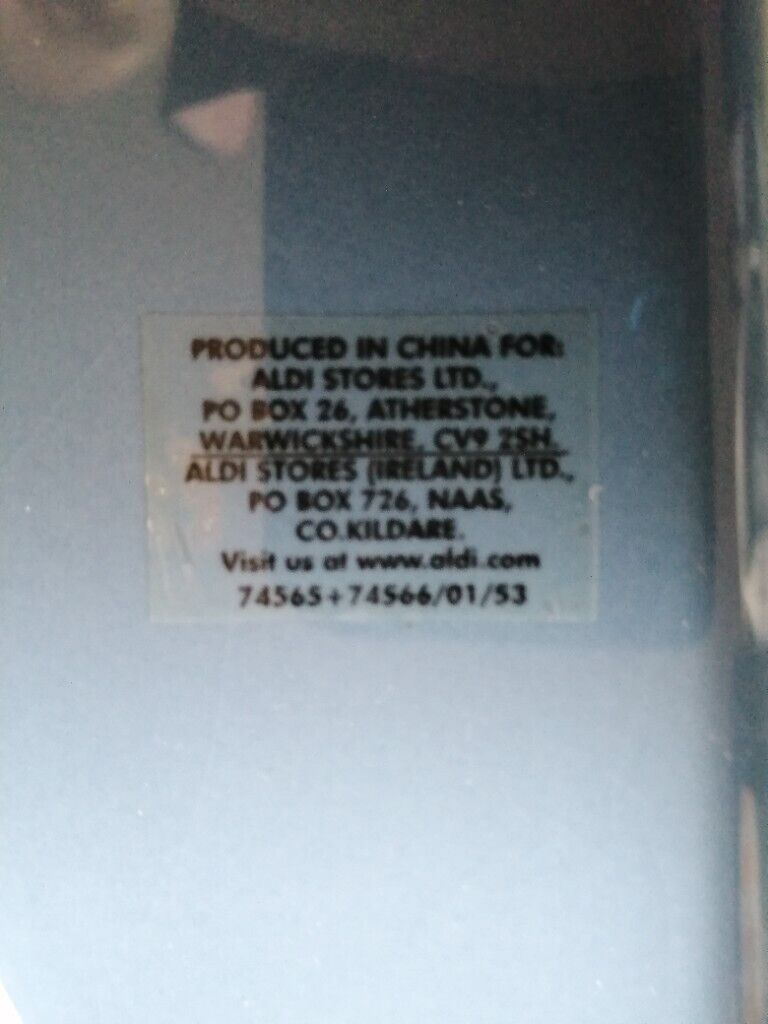 PRODUCED IN CHINA FOR:
ALDI STORES LTD.,
PO BOX 26, ATHERSTONE,
WARWICKSHIRE, CV9 2SH.
ALDI STORES (IRELAND) LTD.,
PO BOX 726, NAAS,
CO.KILDARE.
Visit us at www.aldi.com
74565+74566/01/53